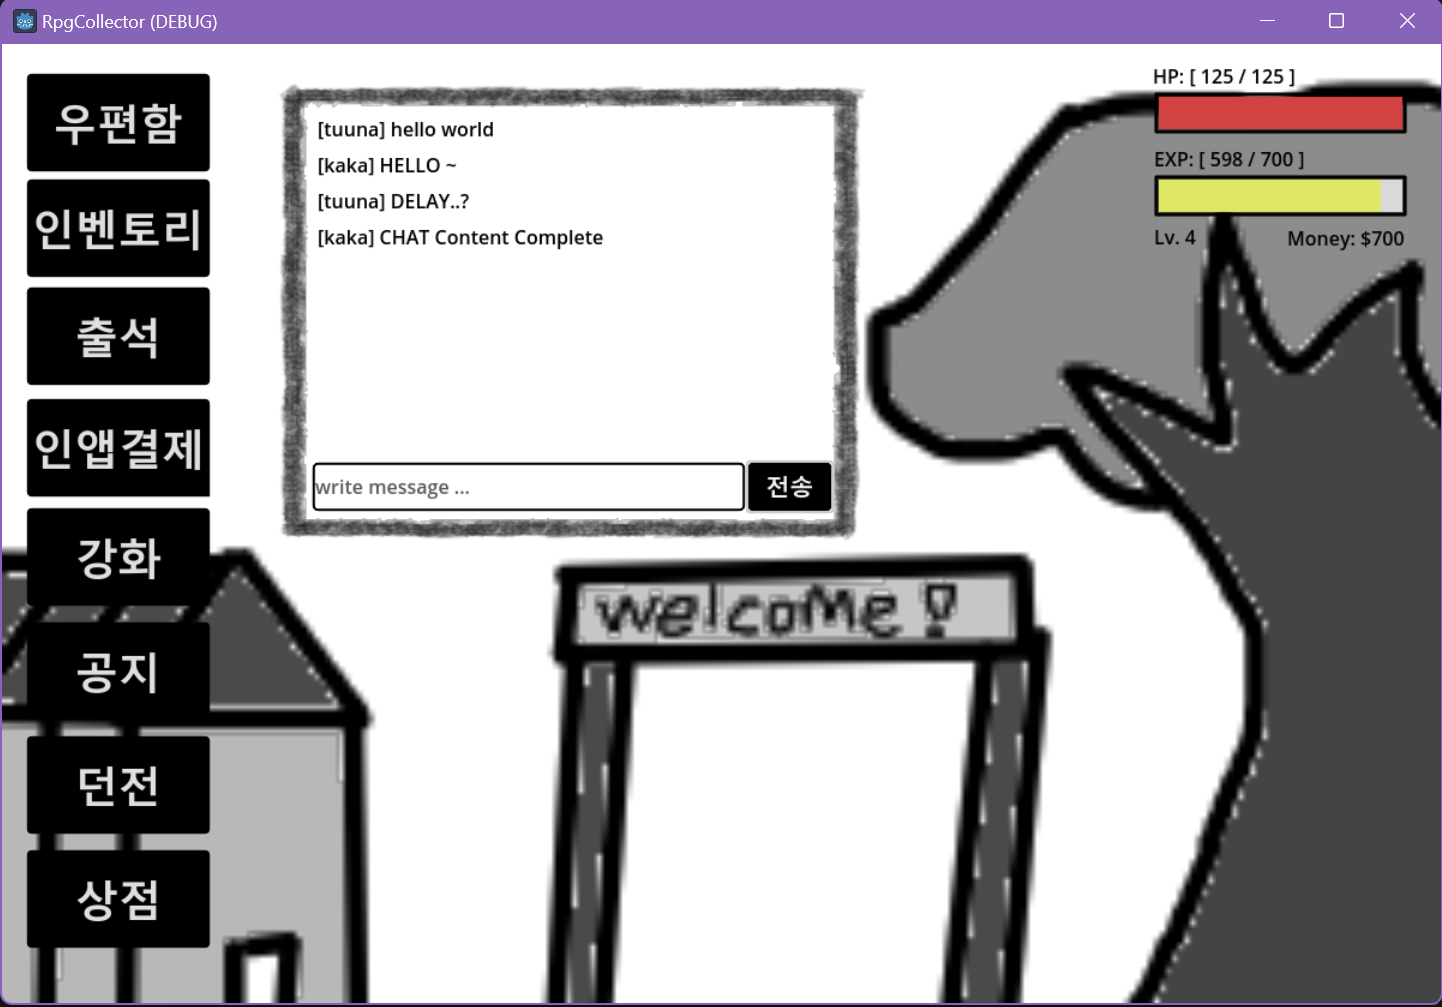 RpgCollector (DEBUG)
우편함
인벤토리
출석
인앱결제
강화
공지
던전
상점
[tuuna] hello world
[kaka] HELLO ~
[tuuna] DELAY..?
[kaka] CHAT Content Complete
write message ...
전송
HP: [ 125 / 125 ]
EXP: [ 598 / 700 ]
Lv. 4
Money: $700
welcoMe!